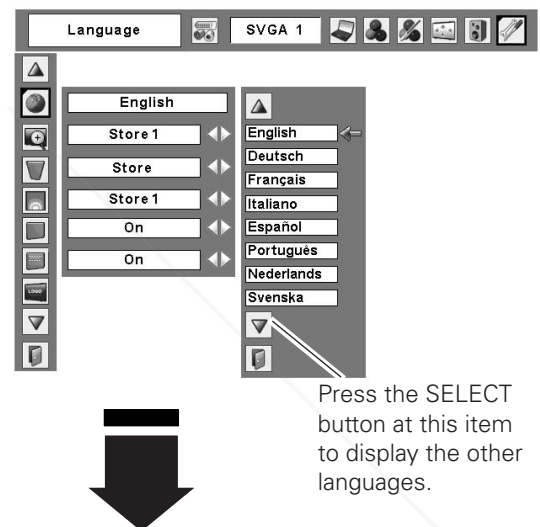 Language
SVGA 1
English
Store 1
Store
Store 1
On
On
LOGO
English
Deutsch
Français
Italiano
Español
Português
Nederlands
Svenska
Press the SELECT
button at this item
to display the other
languages.